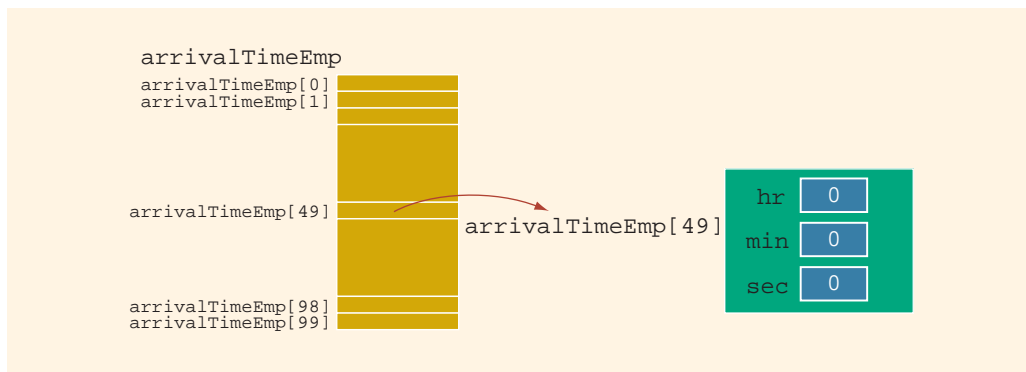 arrivalTimeEmp
arrivalTimeEmp[0]
arrivalTimeEmp[1]
arrivalTimeEmp[49]
arrivalTimeEmp[98]
arrivalTimeEmp[99]
arrivalTimeEmp[49]
hr 0
min 0
sec 0